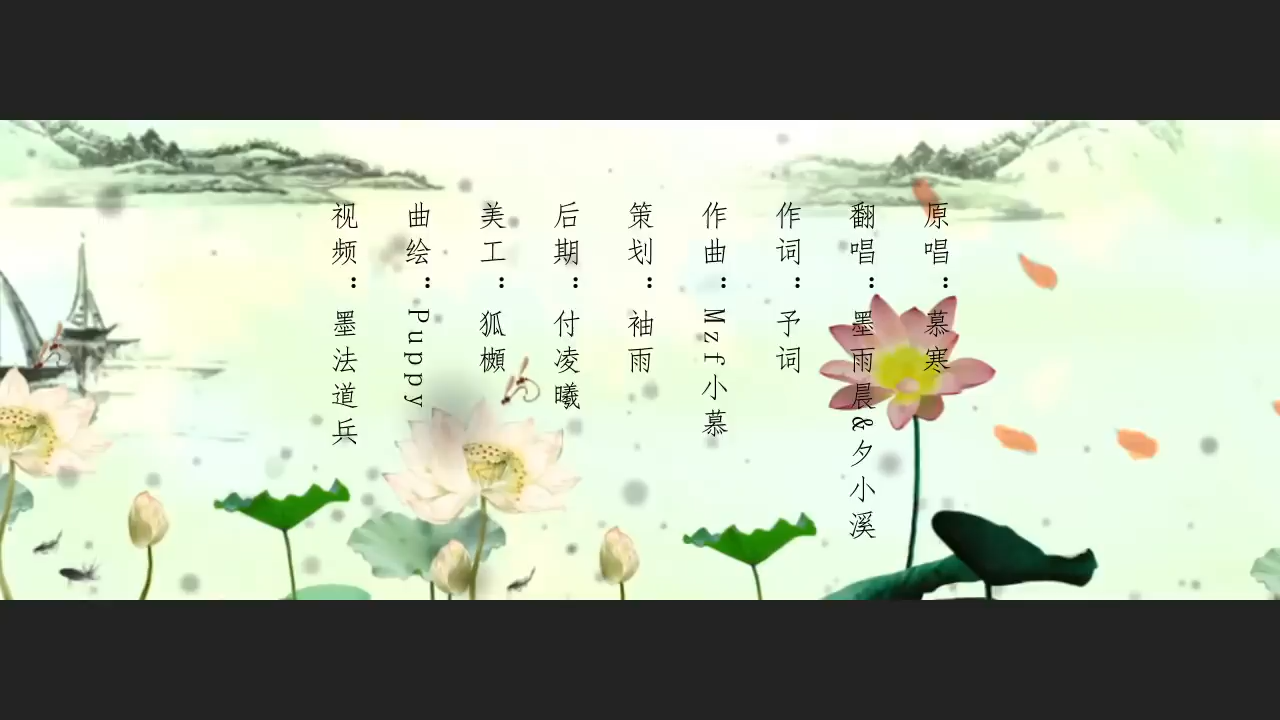 原唱：慕寒
翻唱：墨雨晨&夕小溪
作词：予词
作曲：Mzf小慕
策划：袖雨
后期：付凌曦
美工：狐櫇
曲绘：Puppy
视频：墨法道兵